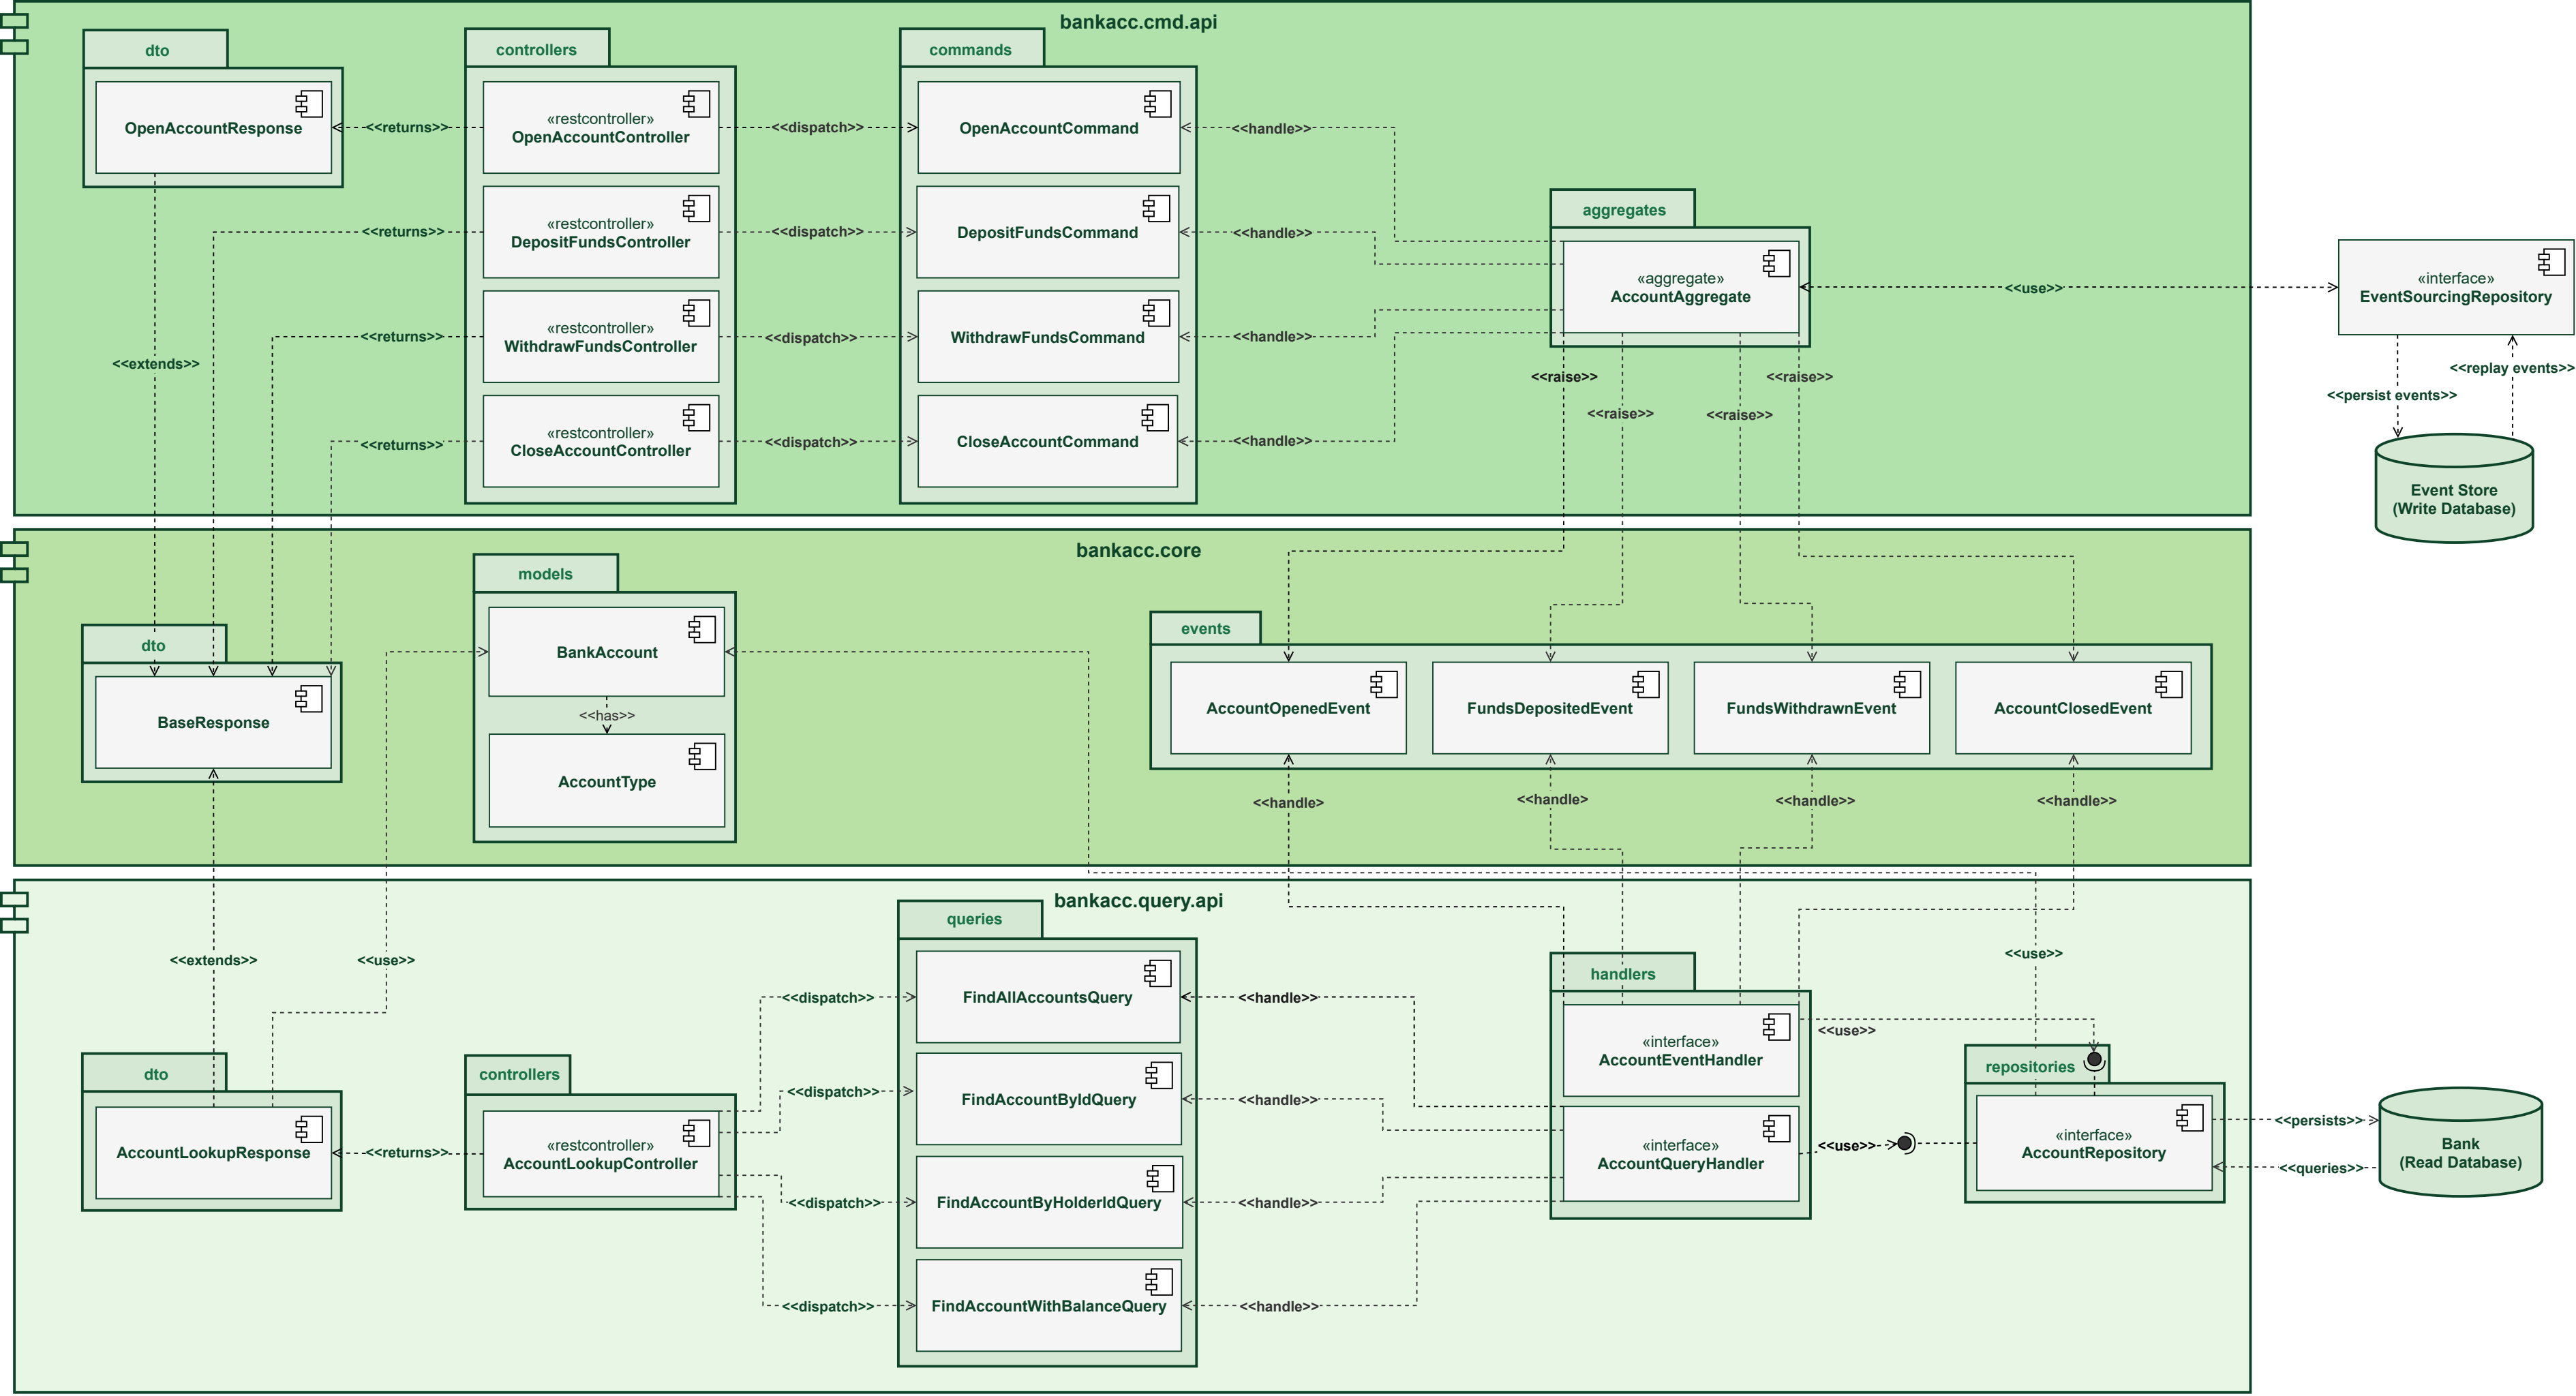 bankacc.cmd.api
dto
OpenAccountResponse
<<returns>>
controllers
«restcontroller»
OpenAccountController
<<dispatch>>
commands
OpenAccountCommand
<<handle>>
<<returns>>
«restcontroller»
DepositFundsController
<<dispatch>>
DepositFundsCommand
<<handle>>
<<returns>>
«restcontroller»
WithdrawFundsController
<<dispatch>>
WithdrawFundsCommand
<<handle>>
<<extends>>
<<returns>>
«restcontroller»
CloseAccountController
<<dispatch>>
CloseAccountCommand
<<handle>>
aggregates
«aggregate»
AccountAggregate
<<use>>
«interface»
EventSourcingRepository
<<raise>>
<<raise>>
<<raise>>
<<raise>>
<<replay events>>
<<persist events>>
Event Store
(Write Database)
bankacc.core
dto
BaseResponse
models
BankAccount
<<has>>
AccountType
events
AccountOpenedEvent
FundsDepositedEvent
FundsWithdrawnEvent
AccountClosedEvent
<<handle>
<<handle>
<<handle>>
<<handle>>
bankacc.query.api
<<extends>>
<<use>>
dto
AccountLookupResponse
<<returns>>
controllers
«restcontroller»
AccountLookupController
<<dispatch>>
<<dispatch>>
<<dispatch>>
<<dispatch>>
queries
FindAllAccountsQuery
FindAccountByIdQuery
FindAccountByHolderIdQuery
FindAccountWithBalanceQuery
<<handle>>
<<handle>>
<<handle>>
<<handle>>
handlers
«interface»
AccountEventHandler
«interface»
AccountQueryHandler
<<use>>
<<use>>
<<use>>
repositories
«interface»
AccountRepository
<<persists>>
<<queries>>
Bank
(Read Database)